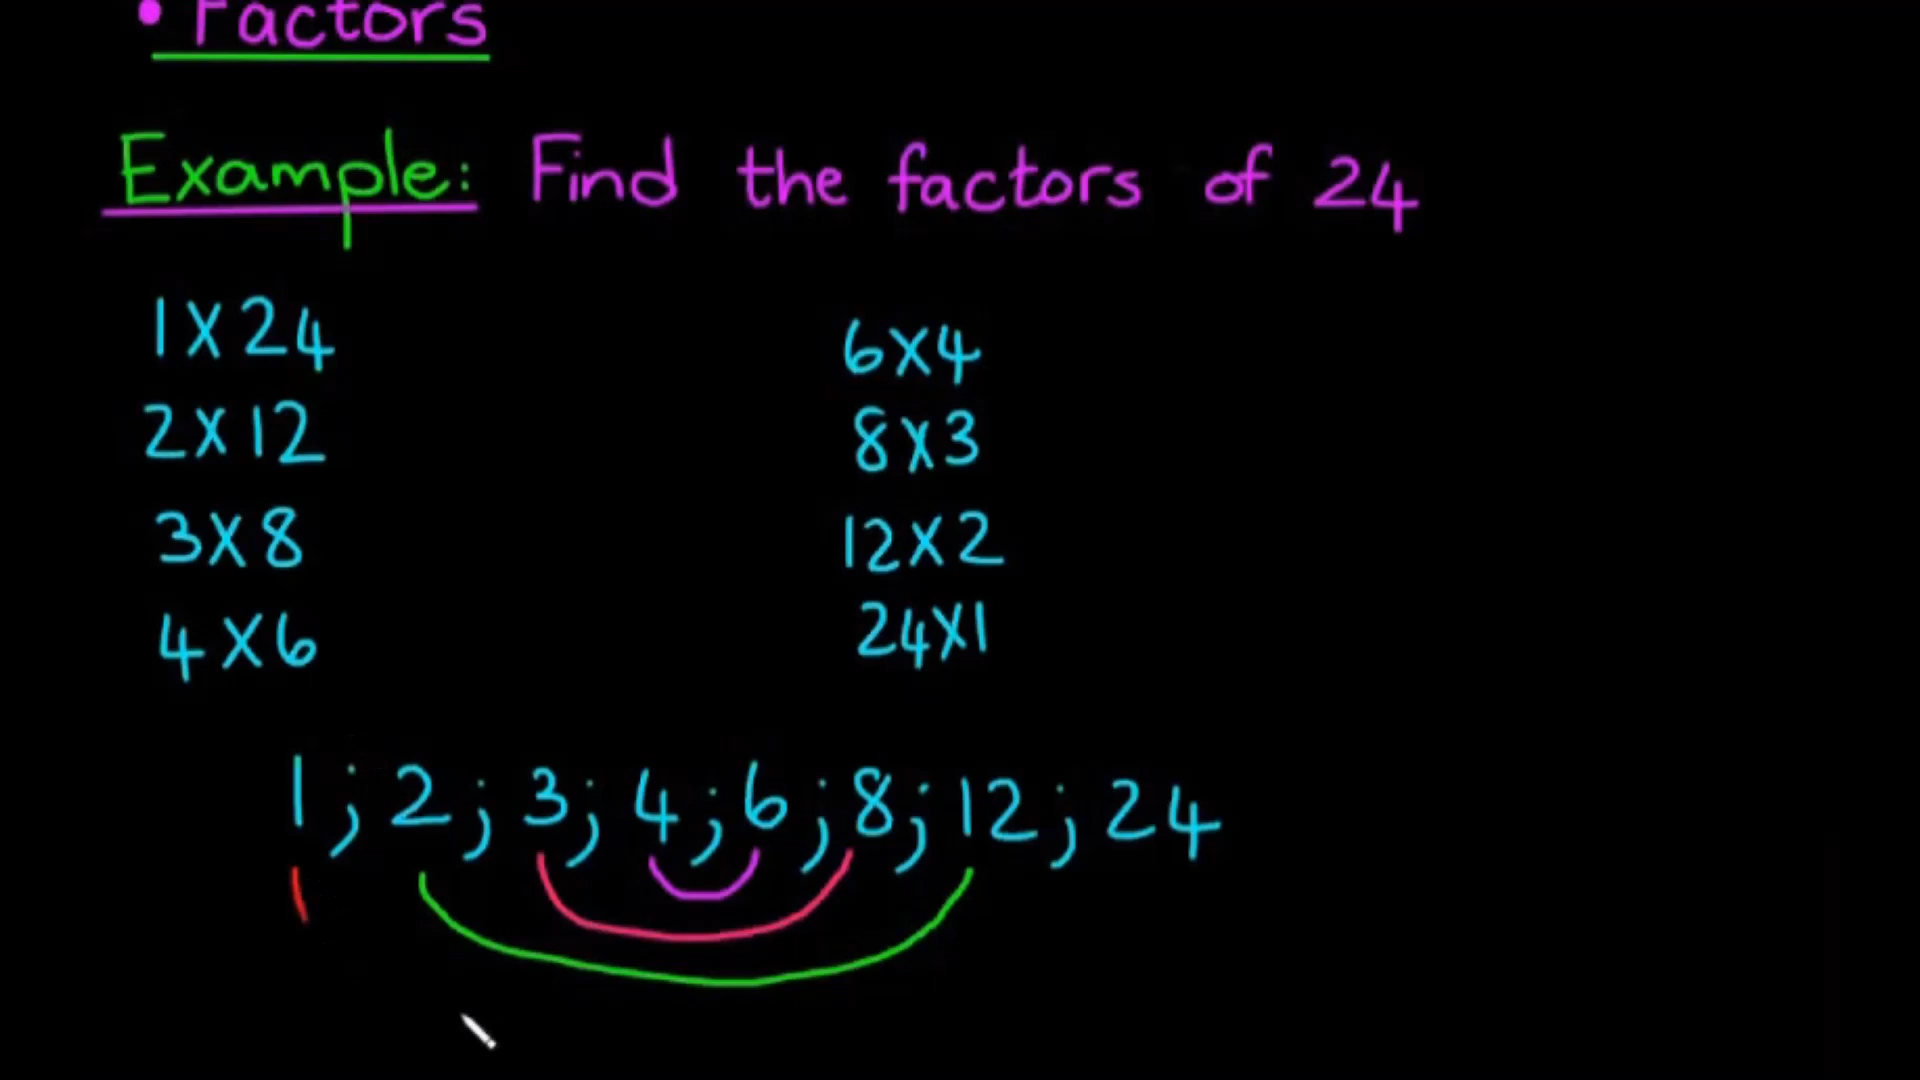 • Factors
Example: Find the factors of 24
1X24
2X12
3X8
4X6
6X4
8X3
12X2
24X1
1; 2; 3; 4; 6; 8; 12; 24